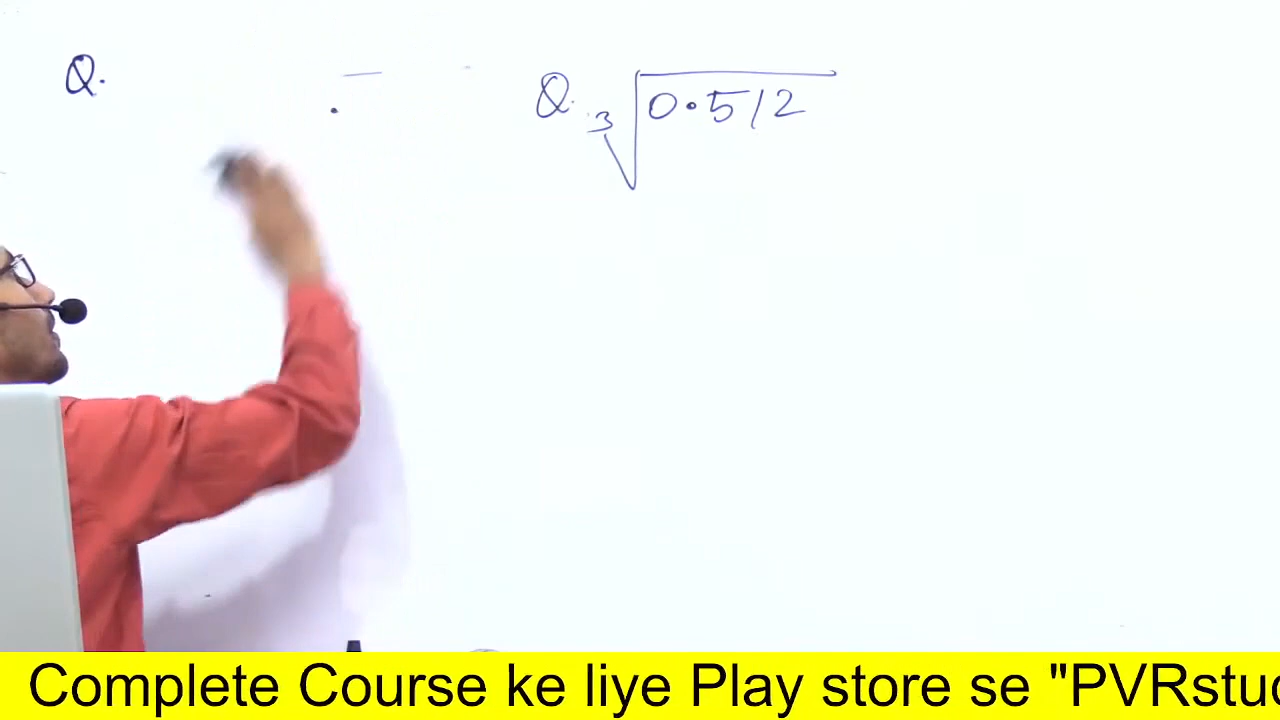 Q.
Q. ∛0.512
Complete Course ke liye Play store se "PVRstud